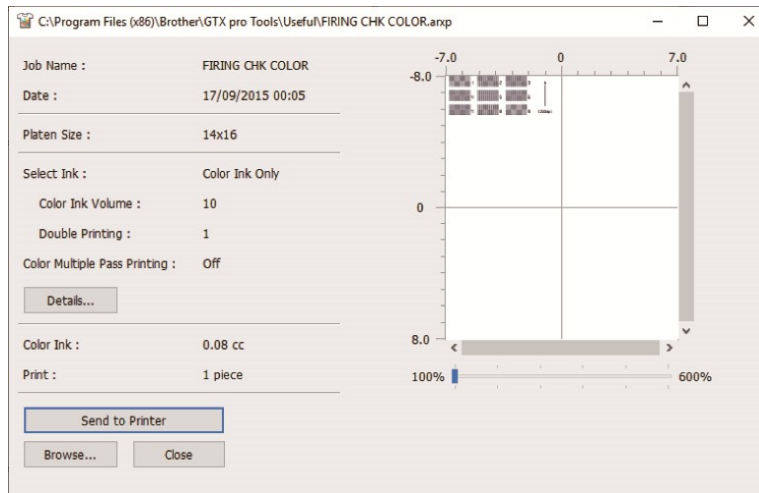 C:\Program Files (x86)\Brother\GTX pro Tools\Useful\FIRING CHK COLOR.arxp
Job Name : FIRING CHK COLOR
Date : 17/09/2015 00:05
Platen Size : 14x16
Select Ink : Color Ink Only
Color Ink Volume : 10
Double Printing : 1
Color Multiple Pass Printing : Off
Details...
Color Ink : 0.08 cc
Print : 1 piece
Send to Printer
Browse... Close
-7.0 0 7.0
-8.0
0
8.0
100% 600%